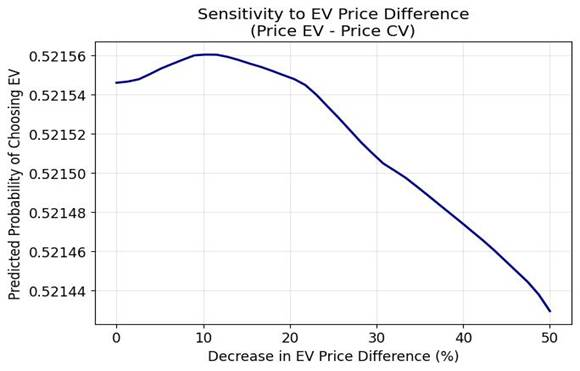 Sensitivity to EV Price Difference
(Price EV - Price CV)
Predicted Probability of Choosing EV
0.52156
0.52154
0.52152
0.52150
0.52148
0.52146
0.52144
0 10 20 30 40 50
Decrease in EV Price Difference (%)